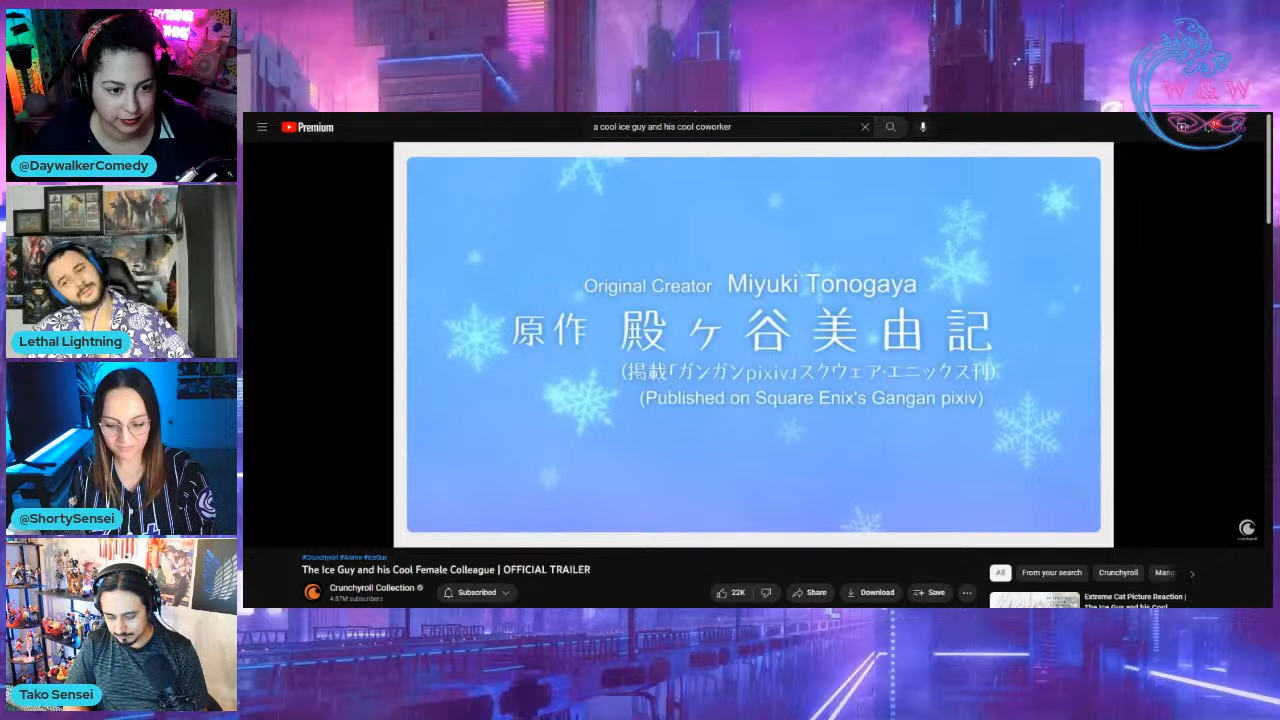 @DaywalkerComedy
Lethal Lightning
@ShortySensei
Tako Sensei
W & W
Premium
a cool ice guy and his cool coworker
Original Creator Miyuki Tonogaya
原作 殿ヶ谷美由記
(掲載「ガンガンpixiv」スクウェア・エニックス刊)
(Published on Square Enix's Gangan pixiv)
crunchyroll
#Crunchyroll #Anime #IceGuy
The Ice Guy and his Cool Female Colleague | OFFICIAL TRAILER
Crunchyroll Collection
4.87M subscribers
Subscribed
22K
Share
Download
Save
All
From your search
Crunchyroll
Mang
Extreme Cat Picture Reaction |
The Ice Guy and his Cool